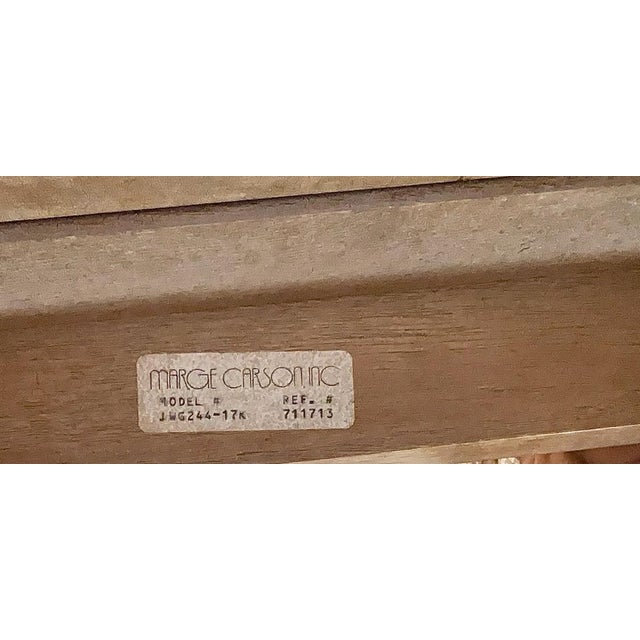 MARGE CARSON INC
MODEL # REF. #
JWG244-17K 711713